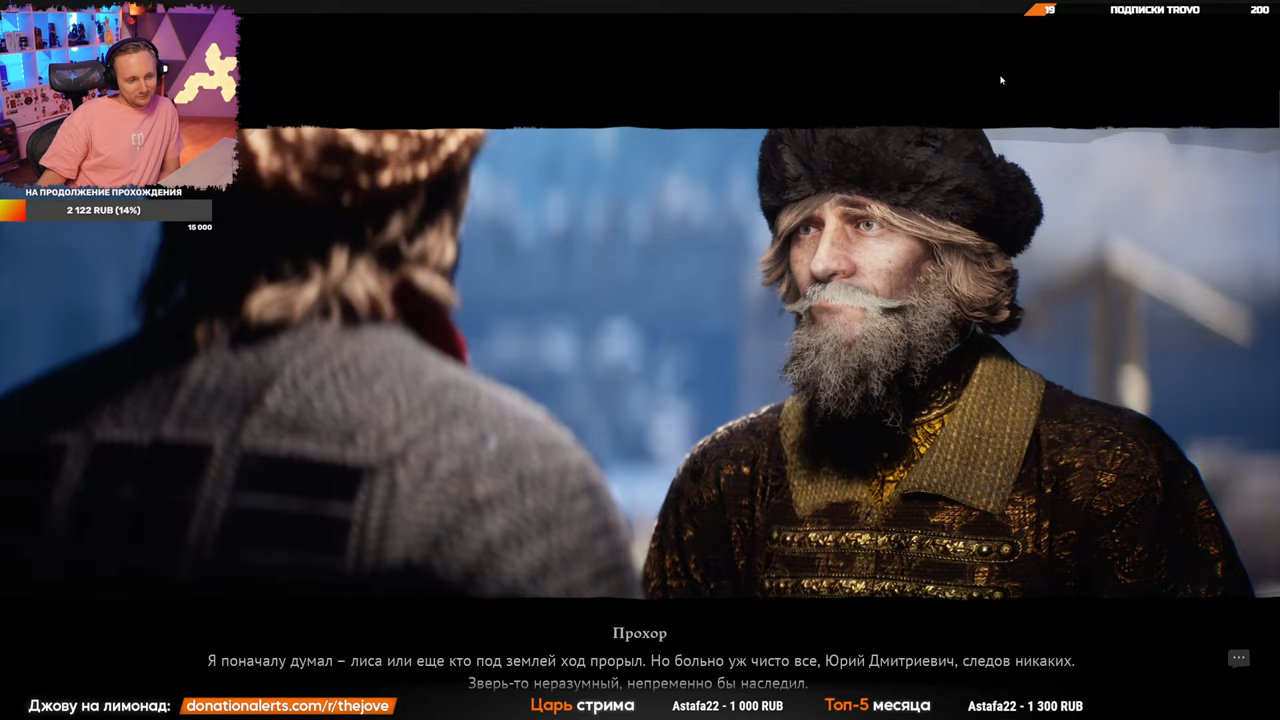 19 ПОДПИСКИ TROVO 200
НА ПРОДОЛЖЕНИЕ ПРОХОЖДЕНИЯ
2 122 RUB (14%)
15 000
Прохор
Я поначалу думал – лиса или еще кто под землей ход прорыл. Но больно уж чисто все, Юрий Дмитриевич, следов никаких.
Зверь-то неразумный, непременно бы наследил.
Джову на лимонад: donationalerts.com/r/thejove Царь стрима Astafa22 - 1 000 RUB Топ-5 месяца Astafa22 - 1 300 RUB